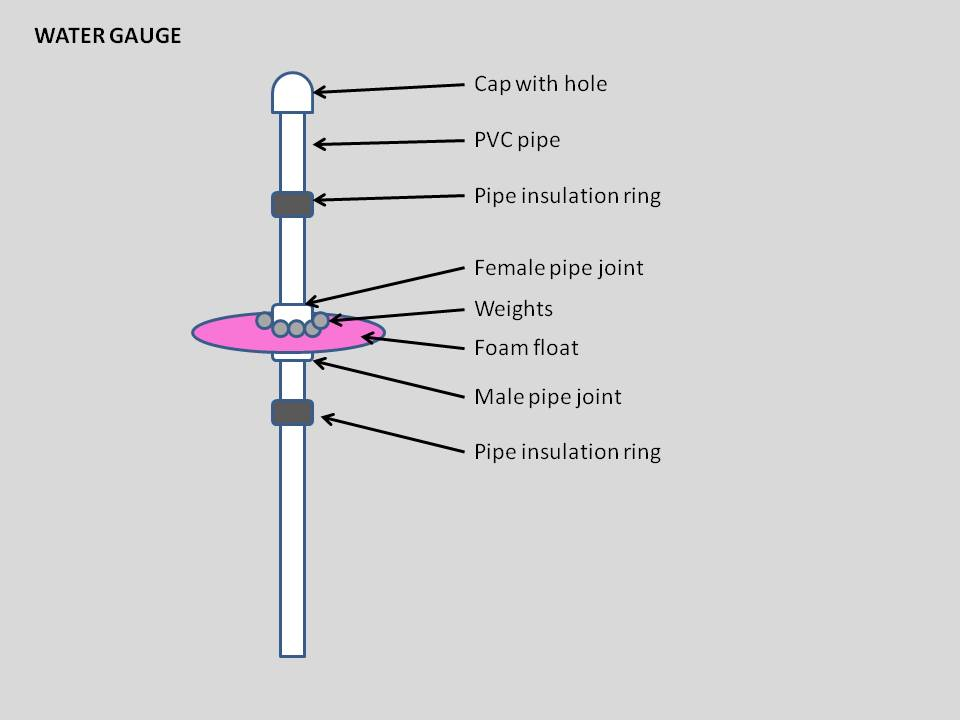 WATER GAUGE
Cap with hole
PVC pipe
Pipe insulation ring
Female pipe joint
Weights
Foam float
Male pipe joint
Pipe insulation ring